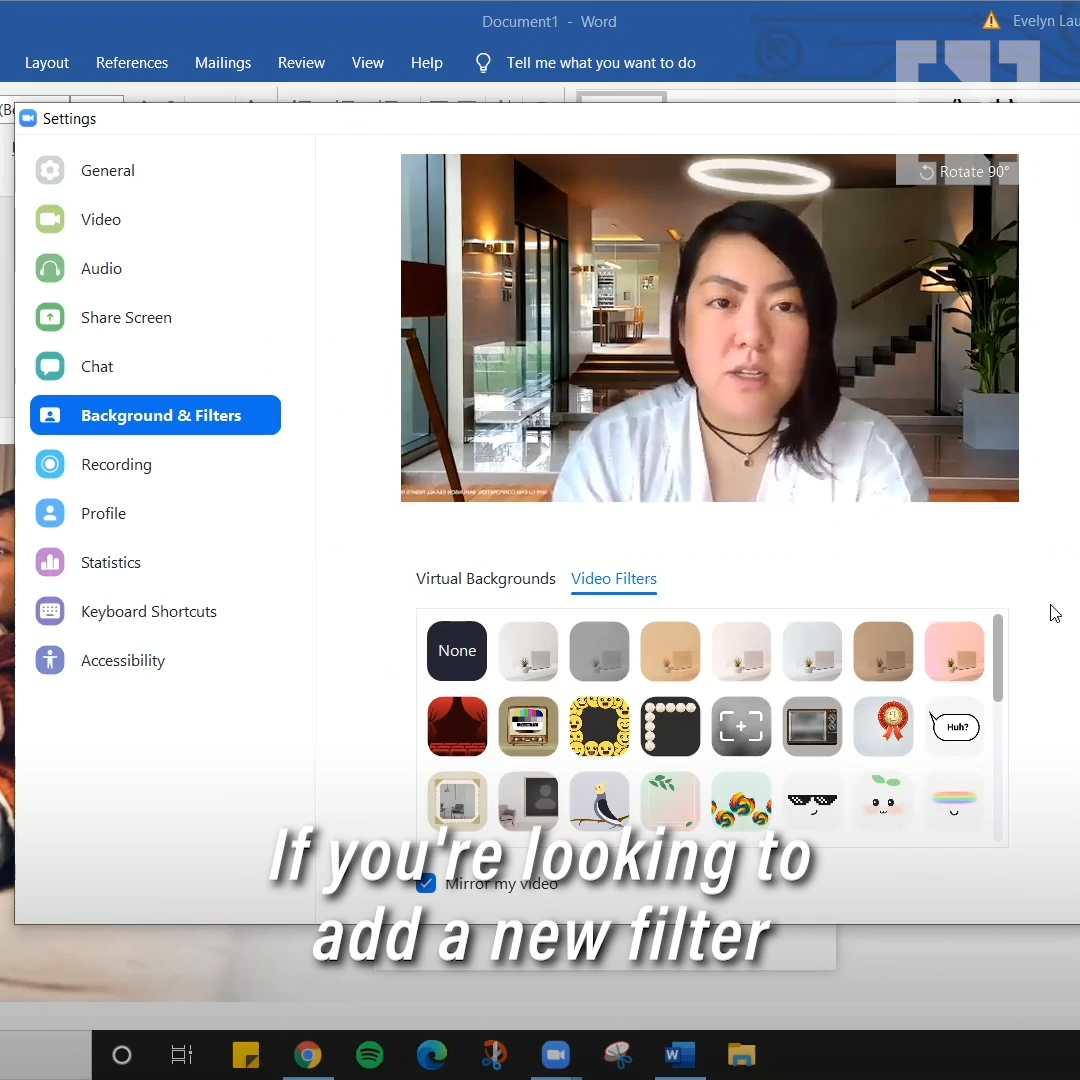 Document1 - Word
Evelyn Lau
Layout References Mailings Review View Help Tell me what you want to do
Settings
General
Video
Audio
Share Screen
Chat
Background & Filters
Recording
Profile
Statistics
Keyboard Shortcuts
Accessibility
Rotate 90°
Virtual Backgrounds Video Filters
None
Huh?
Mirror my video
If you're looking to
add a new filter